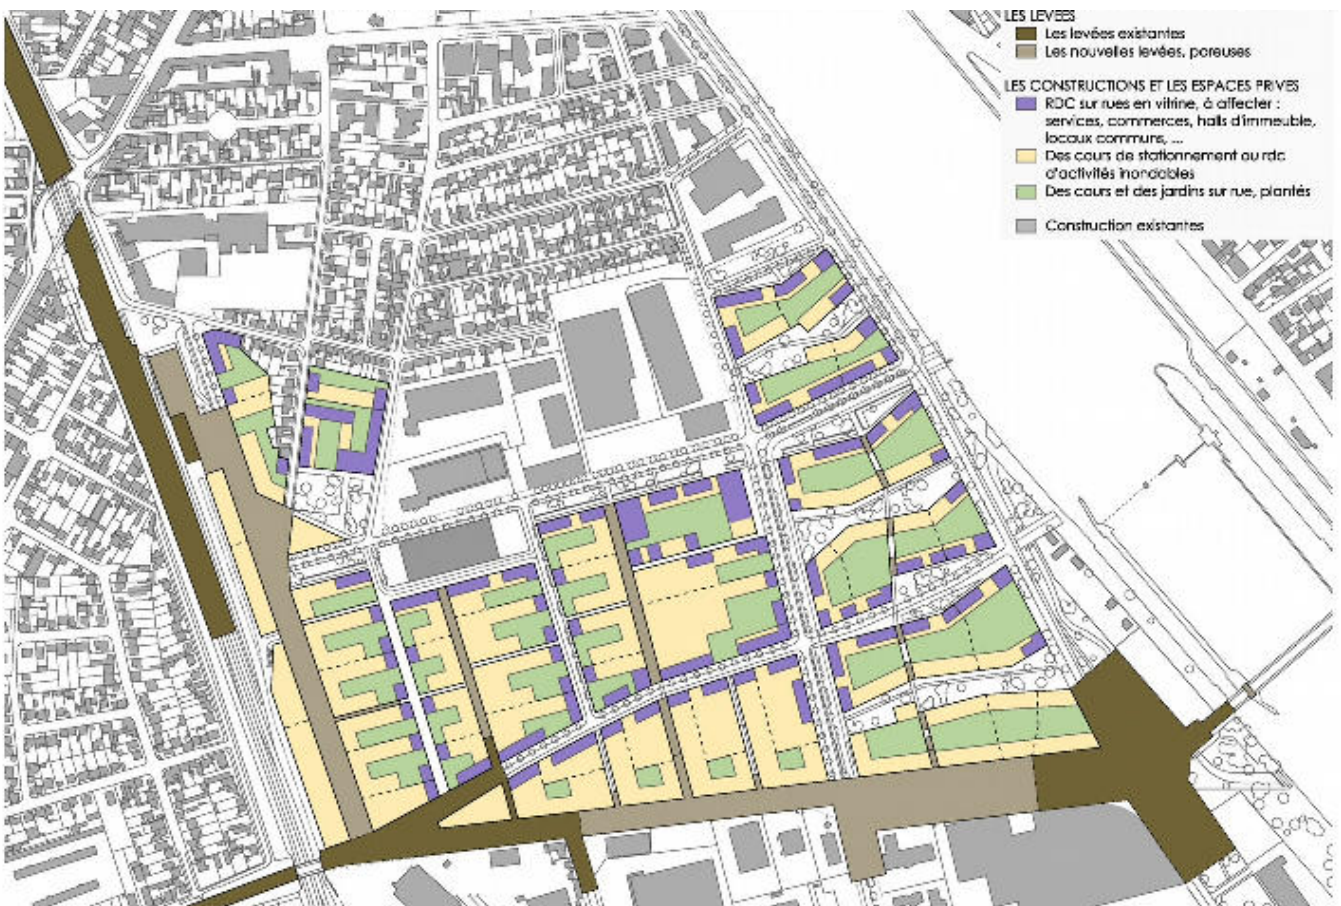 LES LEVEES
Les levées existantes
Les nouvelles levées, poreuses
LES CONSTRUCTIONS ET LES ESPACES PRIVES
RDC sur rues en vitrine, à affecter :
services, commerces, halls d'immeuble,
locaux communs, ...
Des cours de stationnement au rdc
d'activités inondables
Des cours et des jardins sur rue, plantés
Construction existantes